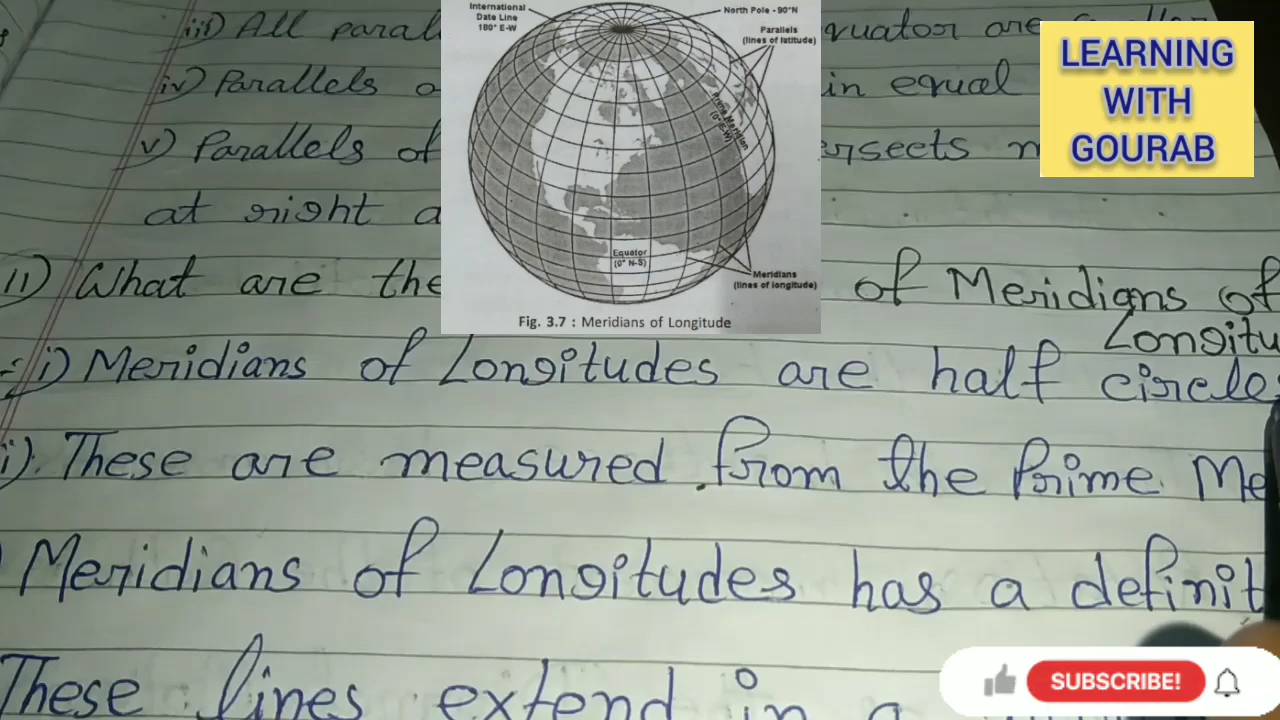 iii) All paral
quator are
iv) Parallels
in equal
v) Parallels of
ersects
at right a
11) What are the
of Meridians of
Longitu
i) Meridians of Longitudes are half circle
i). These are measured from the Prime Me
Meridians of Longitudes has a definit
These lines extend in a
International
Date Line
180° E-W
North Pole - 90°N
Parallels
(lines of latitude)
Prime Meridian
Equator
(0° N-S)
Meridians
(lines of longitude)
Fig. 3.7 : Meridians of Longitude
LEARNING
WITH
GOURAB
SUBSCRIBE!